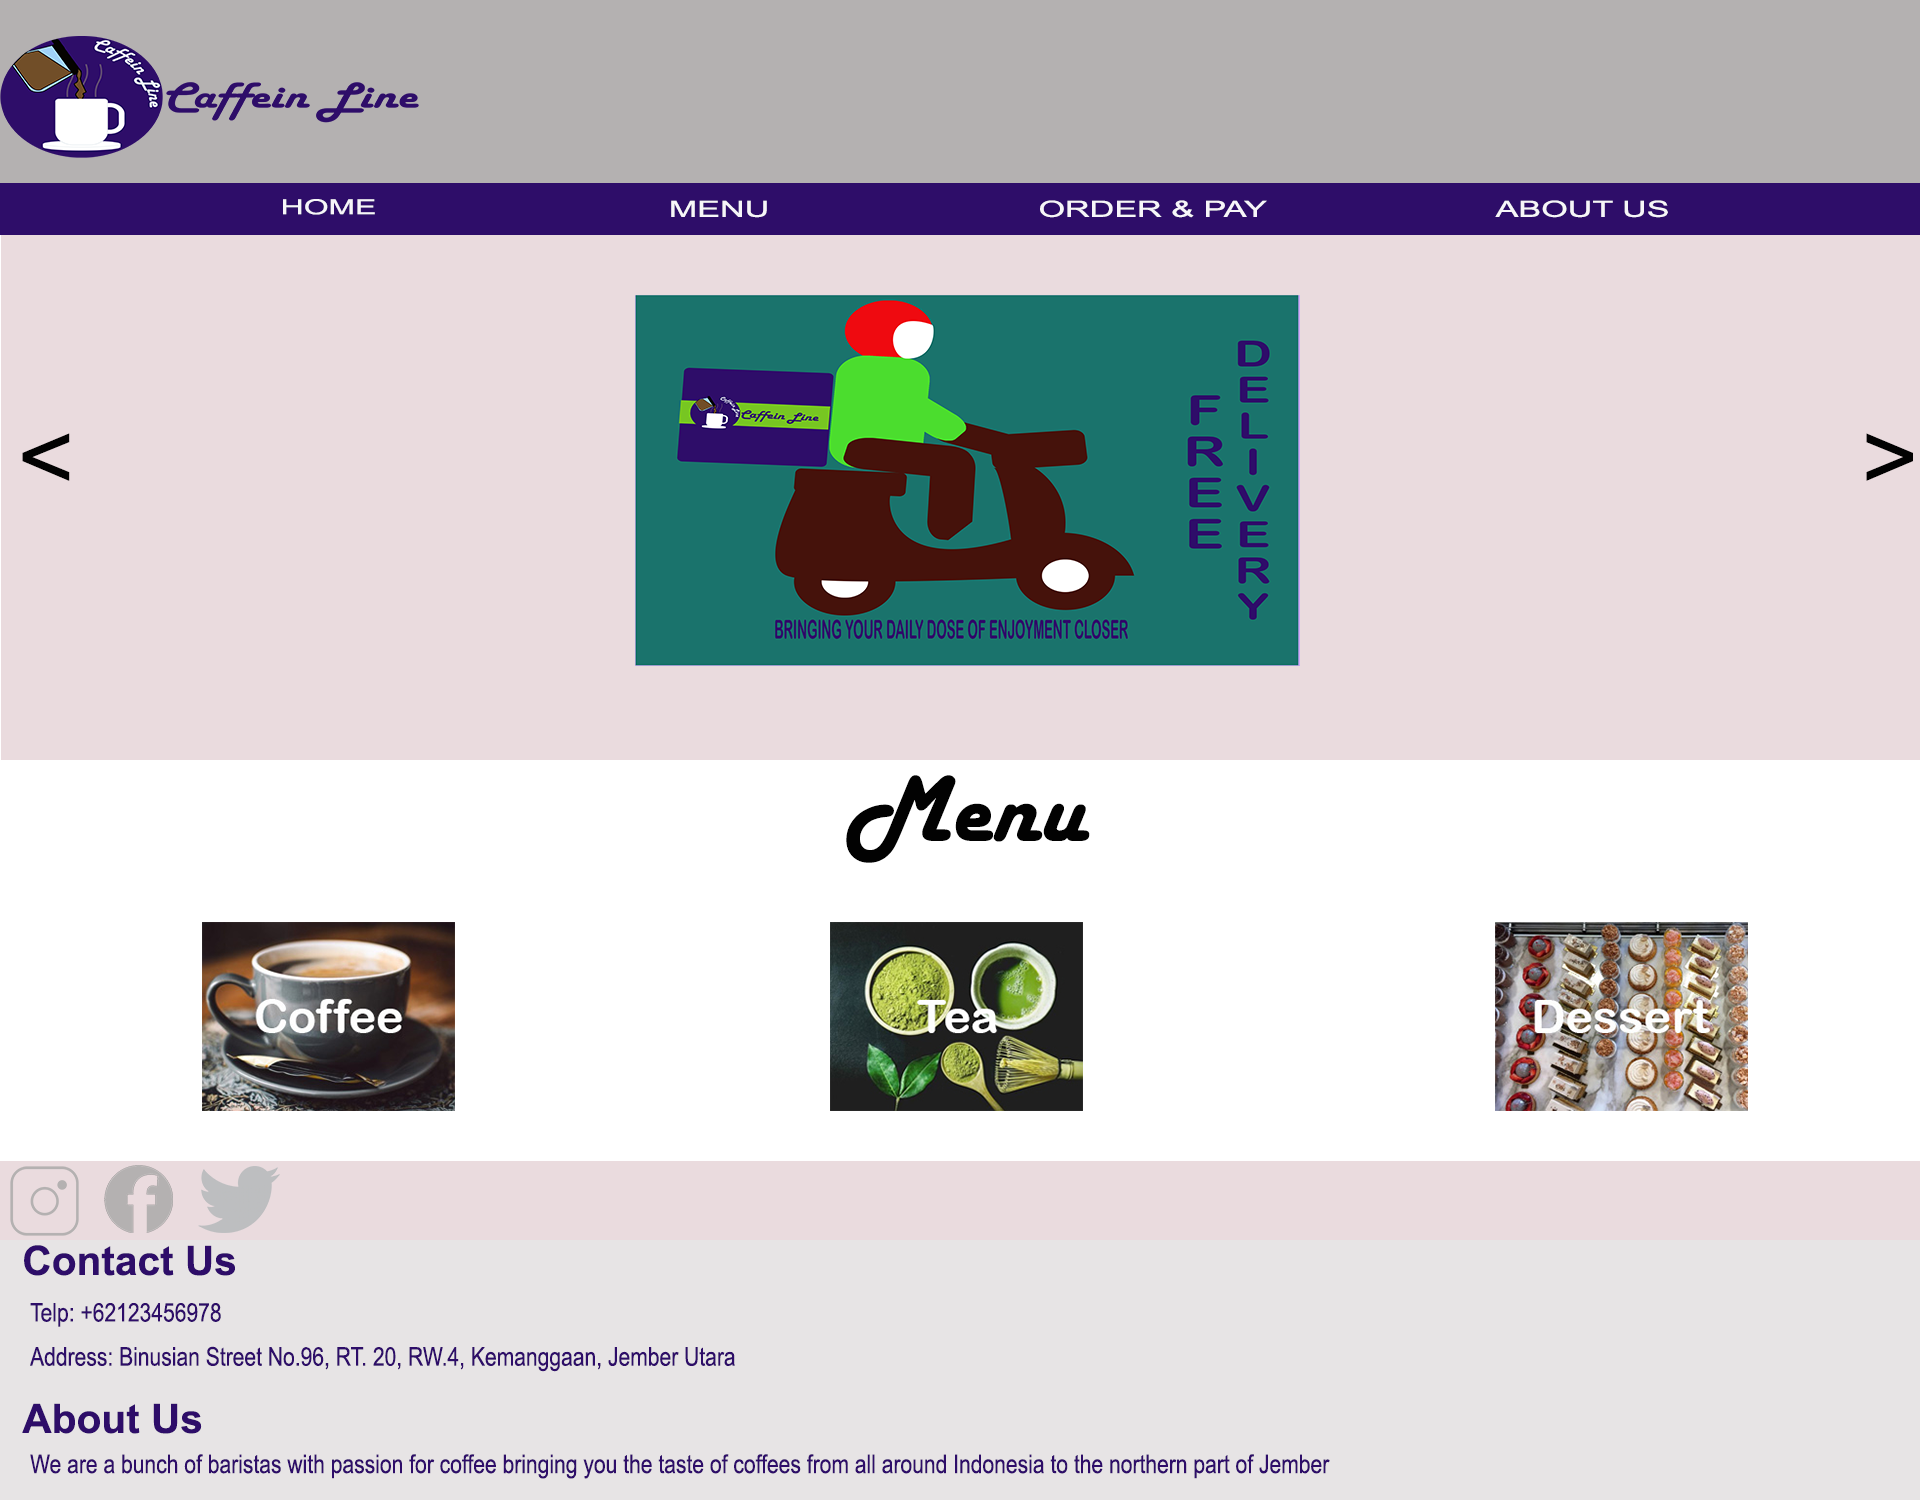 Caffein Line
Caffein Line
HOME
MENU
ORDER & PAY
ABOUT US
<
>
Caffein Line
Caffein Line
FREE
DELIVERY
BRINGING YOUR DAILY DOSE OF ENJOYMENT CLOSER
Menu
Coffee
Tea
Dessert
Contact Us
Telp: +62123456978
Address: Binusian Street No.96, RT. 20, RW.4, Kemanggaan, Jember Utara
About Us
We are a bunch of baristas with passion for coffee bringing you the taste of coffees from all around Indonesia to the northern part of Jember